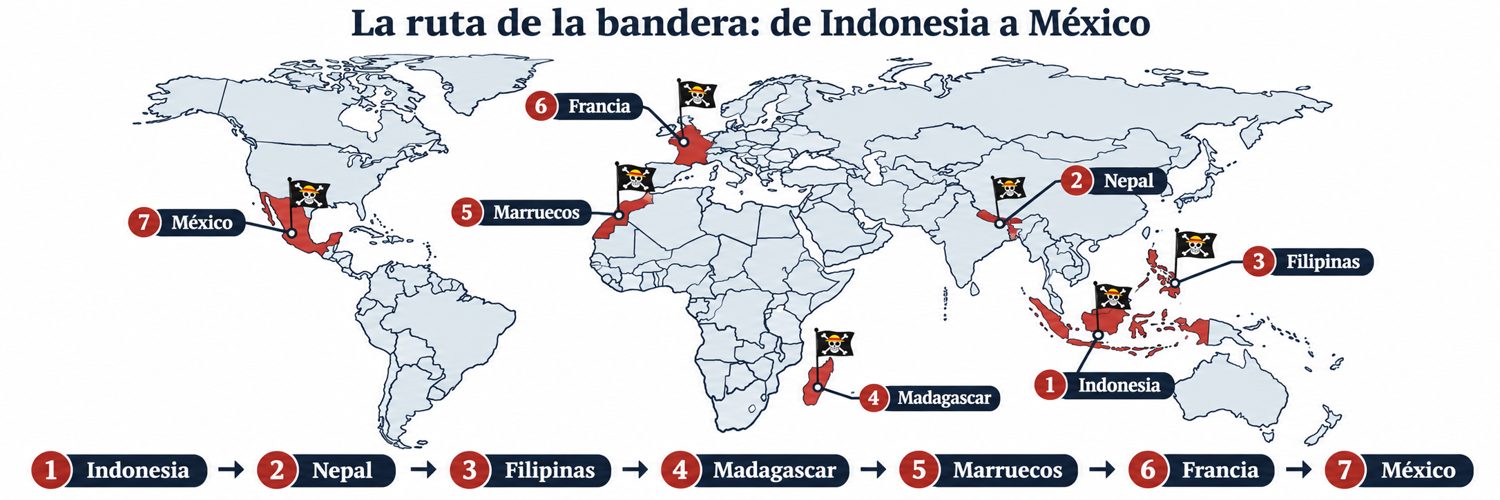 La ruta de la bandera: de Indonesia a México
6 Francia
2 Nepal
5 Marruecos
7 México
3 Filipinas
1 Indonesia
4 Madagascar
1 Indonesia → 2 Nepal → 3 Filipinas → 4 Madagascar → 5 Marruecos → 6 Francia → 7 México